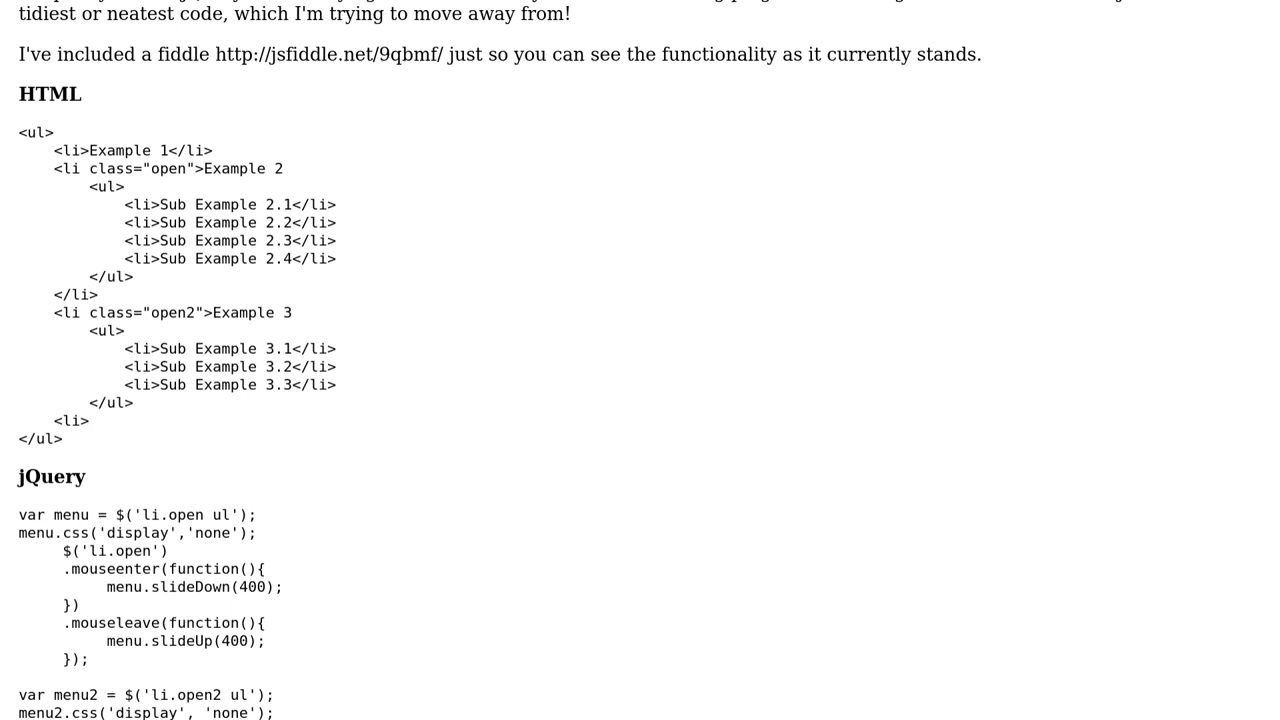 tidiest or neatest code, which I'm trying to move away from!
I've included a fiddle http://jsfiddle.net/9qbmf/ just so you can see the functionality as it currently stands.
HTML
<ul>
    <li>Example 1</li>
    <li class="open">Example 2
        <ul>
            <li>Sub Example 2.1</li>
            <li>Sub Example 2.2</li>
            <li>Sub Example 2.3</li>
            <li>Sub Example 2.4</li>
        </ul>
    </li>
    <li class="open2">Example 3
        <ul>
            <li>Sub Example 3.1</li>
            <li>Sub Example 3.2</li>
            <li>Sub Example 3.3</li>
        </ul>
    <li>
</ul>
jQuery
var menu = $('li.open ul');
menu.css('display','none');
     $('li.open')
     .mouseenter(function(){
          menu.slideDown(400);
     })
     .mouseleave(function(){
          menu.slideUp(400);
     });
var menu2 = $('li.open2 ul');
menu2.css('display', 'none');